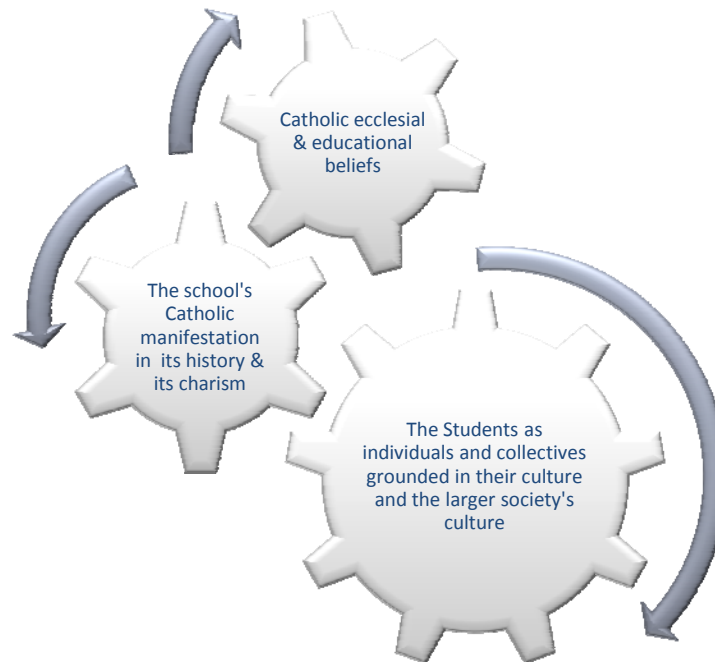 Catholic ecclesial
& educational
beliefs
The school's
Catholic
manifestation
in its history &
its charism
The Students as
individuals and collectives
grounded in their culture
and the larger society's
culture